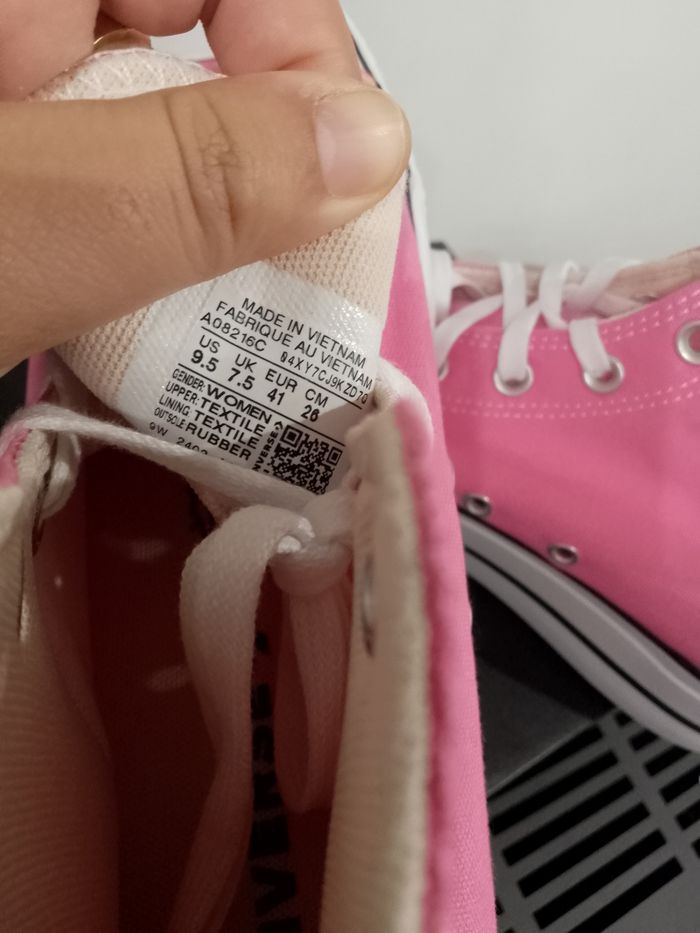 MADE IN VIETNAM
FABRIQUE AU VIETNAM
A08216C 04XY7CJ9KZD7Q
US UK EUR CM
9.5 7.5 41 26
GENDER: WOMEN
UPPER: TEXTILE
LINING: TEXTILE
OUTSOLE RUBBER